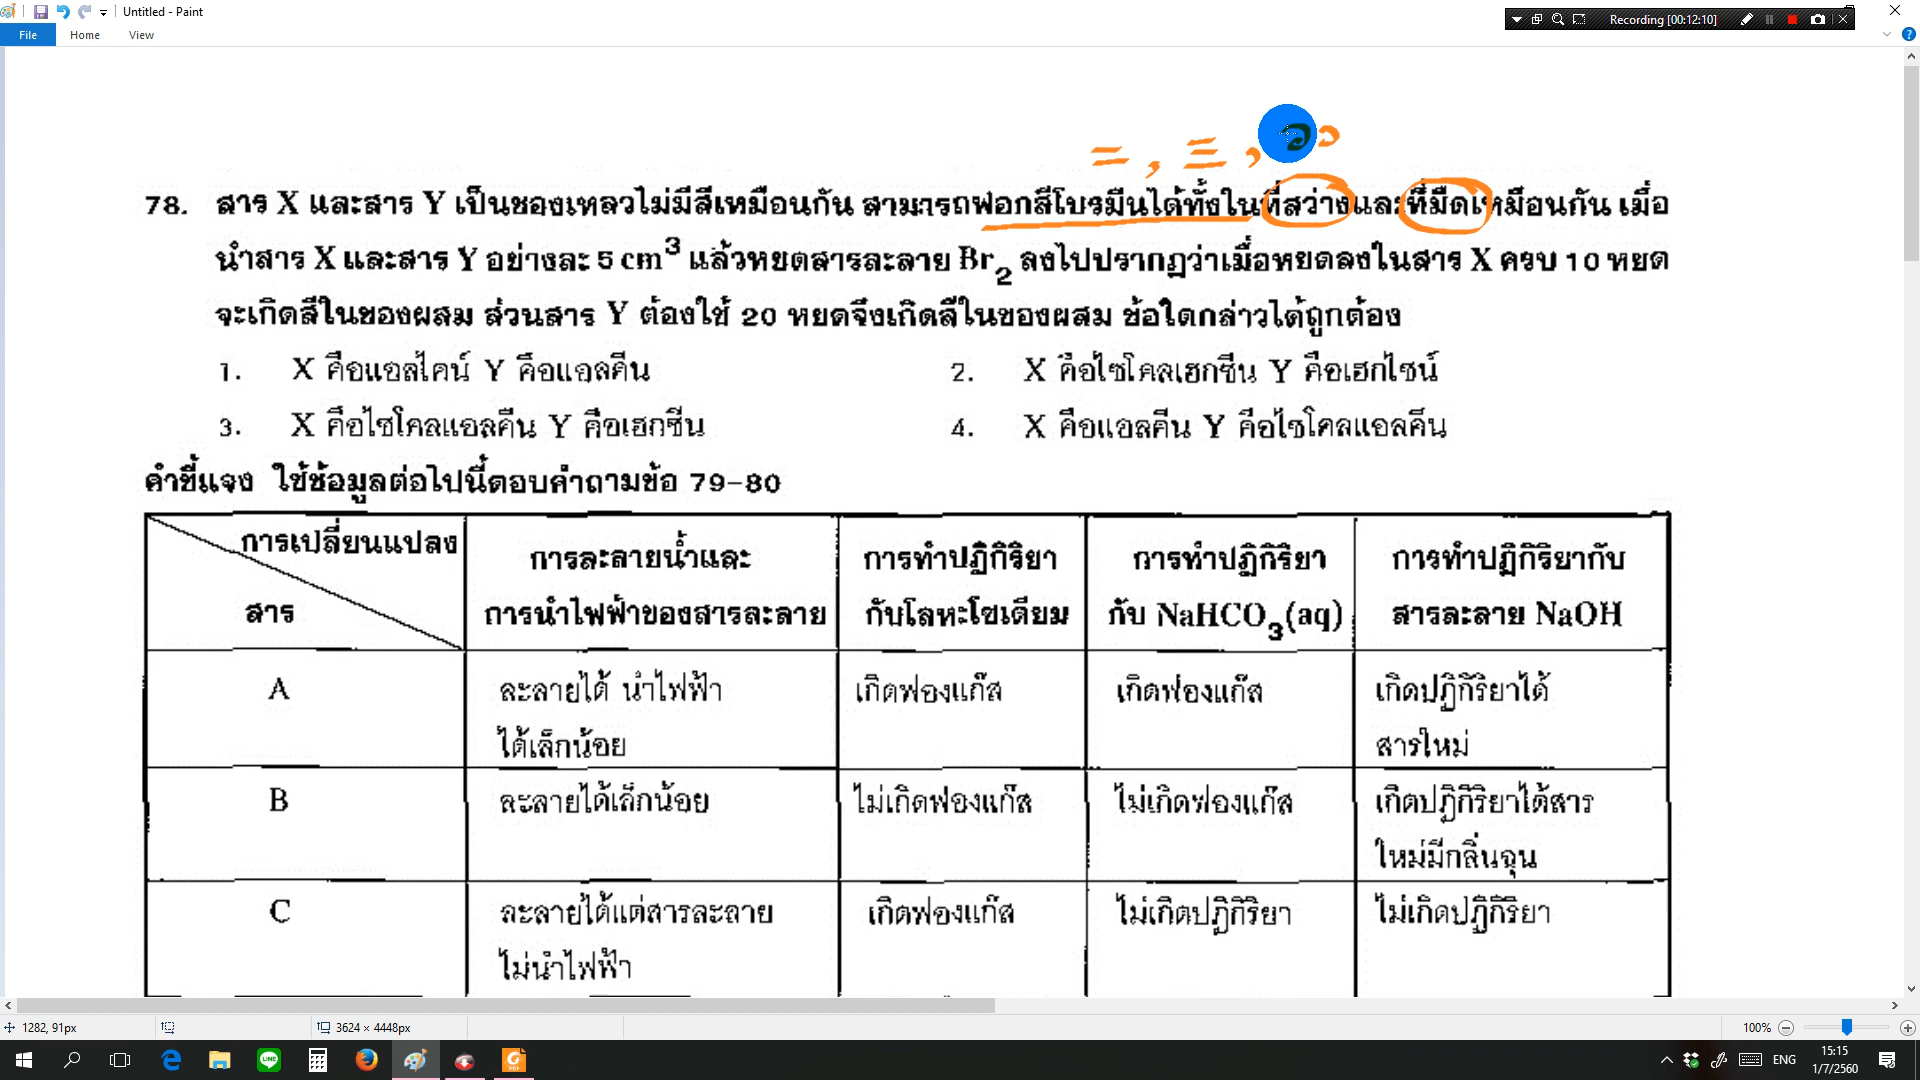 Untitled - Paint
Recording [00:12:10]
File Home View
=, ≡,
78. สาร X และสาร Y เป็นของเหลวไม่มีสีเหมือนกัน สามารถฟอกสีโบรมีนได้ทั้งในที่สว่างและที่มืดเหมือนกัน เมื่อ
นำสาร X และสาร Y อย่างละ 5 cm³ แล้วหยดสารละลาย Br₂ ลงไปปรากฏว่าเมื่อหยดลงในสาร X ครบ 10 หยด
จะเกิดสีในของผสม ส่วนสาร Y ต้องใช้ 20 หยดจึงเกิดสีในของผสม ข้อใดกล่าวได้ถูกต้อง
1. X คือแอลไคน์ Y คือแอลคีน 2. X คือไซโคลเฮกซีน Y คือเฮกไซน์
3. X คือไซโคลแอลคีน Y คือเฮกซีน 4. X คือแอลคีน Y คือไซโคลแอลคีน
คำชี้แจง ใช้ข้อมูลต่อไปนี้ตอบคำถามข้อ 79-80
การเปลี่ยนแปลง
สาร
การละลายน้ำและ
การนำไฟฟ้าของสารละลาย
การทำปฏิกิริยา
กับโลหะโซเดียม
การทำปฏิกิริยา
กับ NaHCO₃(aq)
การทำปฏิกิริยากับ
สารละลาย NaOH
A
ละลายได้ นำไฟฟ้า
ได้เล็กน้อย
เกิดฟองแก๊ส
เกิดฟองแก๊ส
เกิดปฏิกิริยาได้
สารใหม่
B
ละลายได้เล็กน้อย
ไม่เกิดฟองแก๊ส
ไม่เกิดฟองแก๊ส
เกิดปฏิกิริยาได้สาร
ใหม่มีกลิ่นฉุน
C
ละลายได้แต่สารละลาย
ไม่นำไฟฟ้า
เกิดฟองแก๊ส
ไม่เกิดปฏิกิริยา
ไม่เกิดปฏิกิริยา
1282, 91px 3624 × 4448px 100%
LINE
PDF
ENG
15:15
1/7/2560